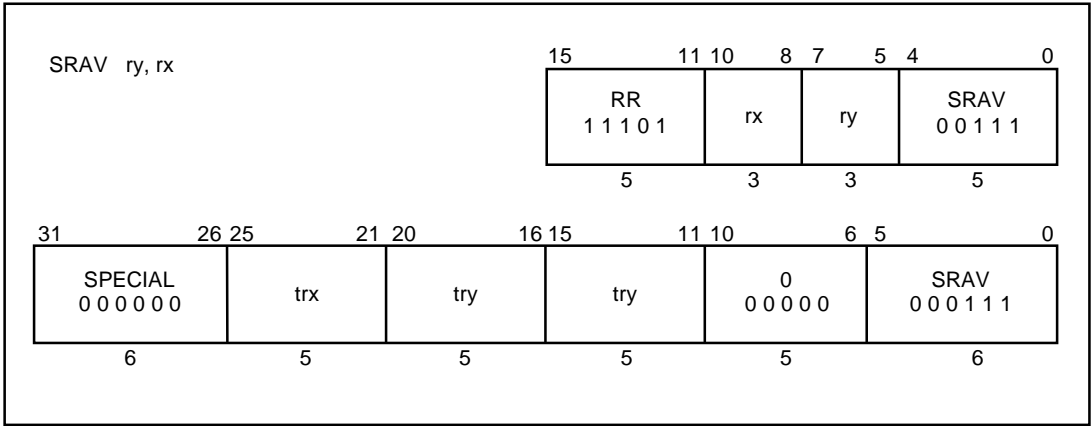 SRAV ry, rx
15 11 10 8 7 5 4 0
RR rx ry SRAV
1 1 1 0 1 0 0 1 1 1
5 3 3 5
31 26 25 21 20 16 15 11 10 6 5 0
SPECIAL trx try try 0 SRAV
0 0 0 0 0 0 0 0 0 0 0 0 0 0 1 1 1
6 5 5 5 5 6